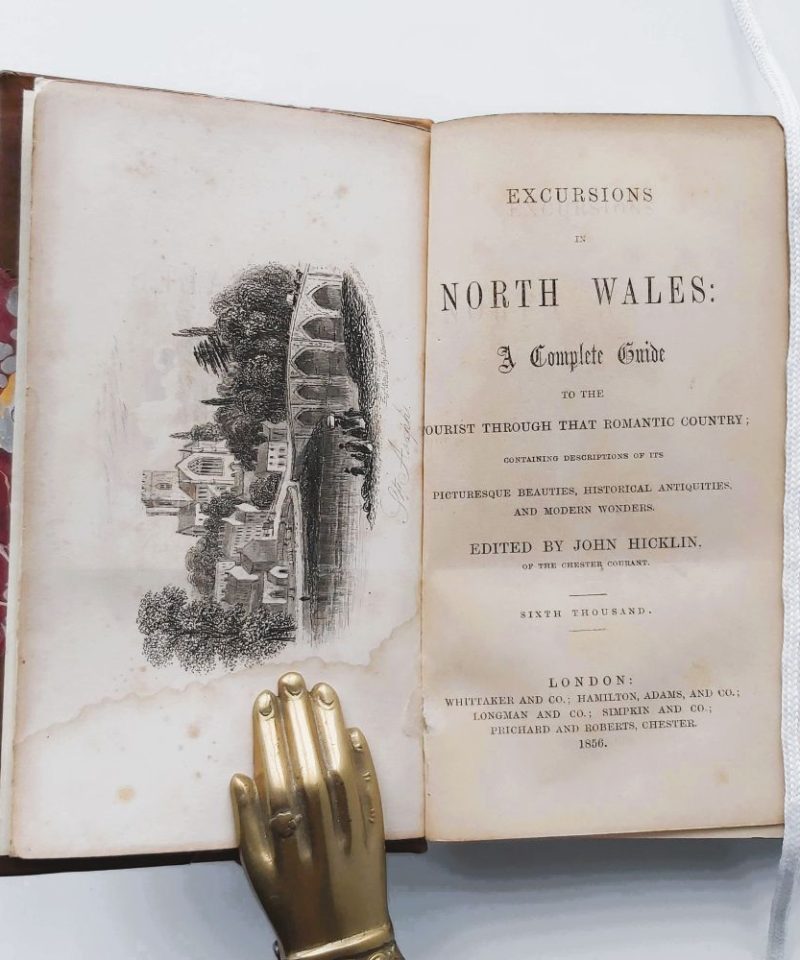 St. Asaph
EXCURSIONS
IN
NORTH WALES:
A Complete Guide
TO THE
OURIST THROUGH THAT ROMANTIC COUNTRY;
CONTAINING DESCRIPTIONS OF ITS
PICTURESQUE BEAUTIES, HISTORICAL ANTIQUITIES,
AND MODERN WONDERS.
EDITED BY JOHN HICKLIN,
OF THE CHESTER COURANT.
SIXTH THOUSAND.
LONDON:
WHITTAKER AND CO.; HAMILTON, ADAMS, AND CO.;
LONGMAN AND CO.; SIMPKIN AND CO.;
PRICHARD AND ROBERTS, CHESTER.
1856.